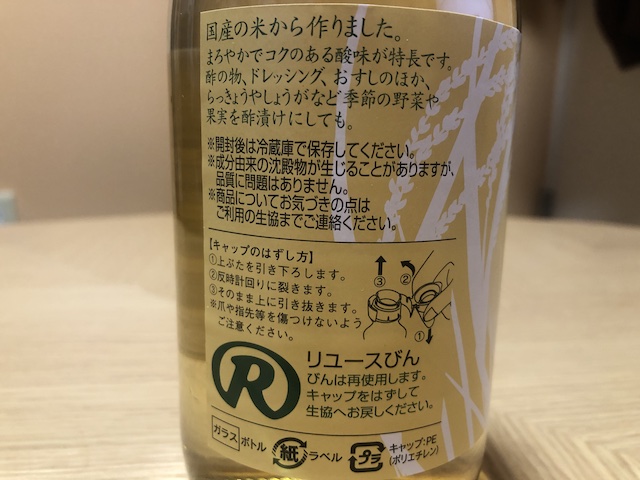 国産の米から作りました。
まろやかでコクのある酸味が特長です。
酢の物、ドレッシング、おすしのほか、
らっきょうやしょうがなど季節の野菜や
果実を酢漬けにしても。
※開封後は冷蔵庫で保存してください。
※成分由来の沈殿物が生じることがありますが、
品質に問題はありません。
※商品についてお気づきの点は
ご利用の生協までご連絡ください。
【キャップのはずし方】
①上ぶたを引き下ろします。
②反時計回りに裂きます。
③そのまま上に引き抜きます。
※爪や指先等を傷つけないよう
ご注意ください。
③
②
①
R
リユースびん
びんは再使用します。
キャップをはずして
生協へお戻しください。
ガラス ボトル
紙 ラベル
プラ
キャップ:PE
(ポリエチレン)